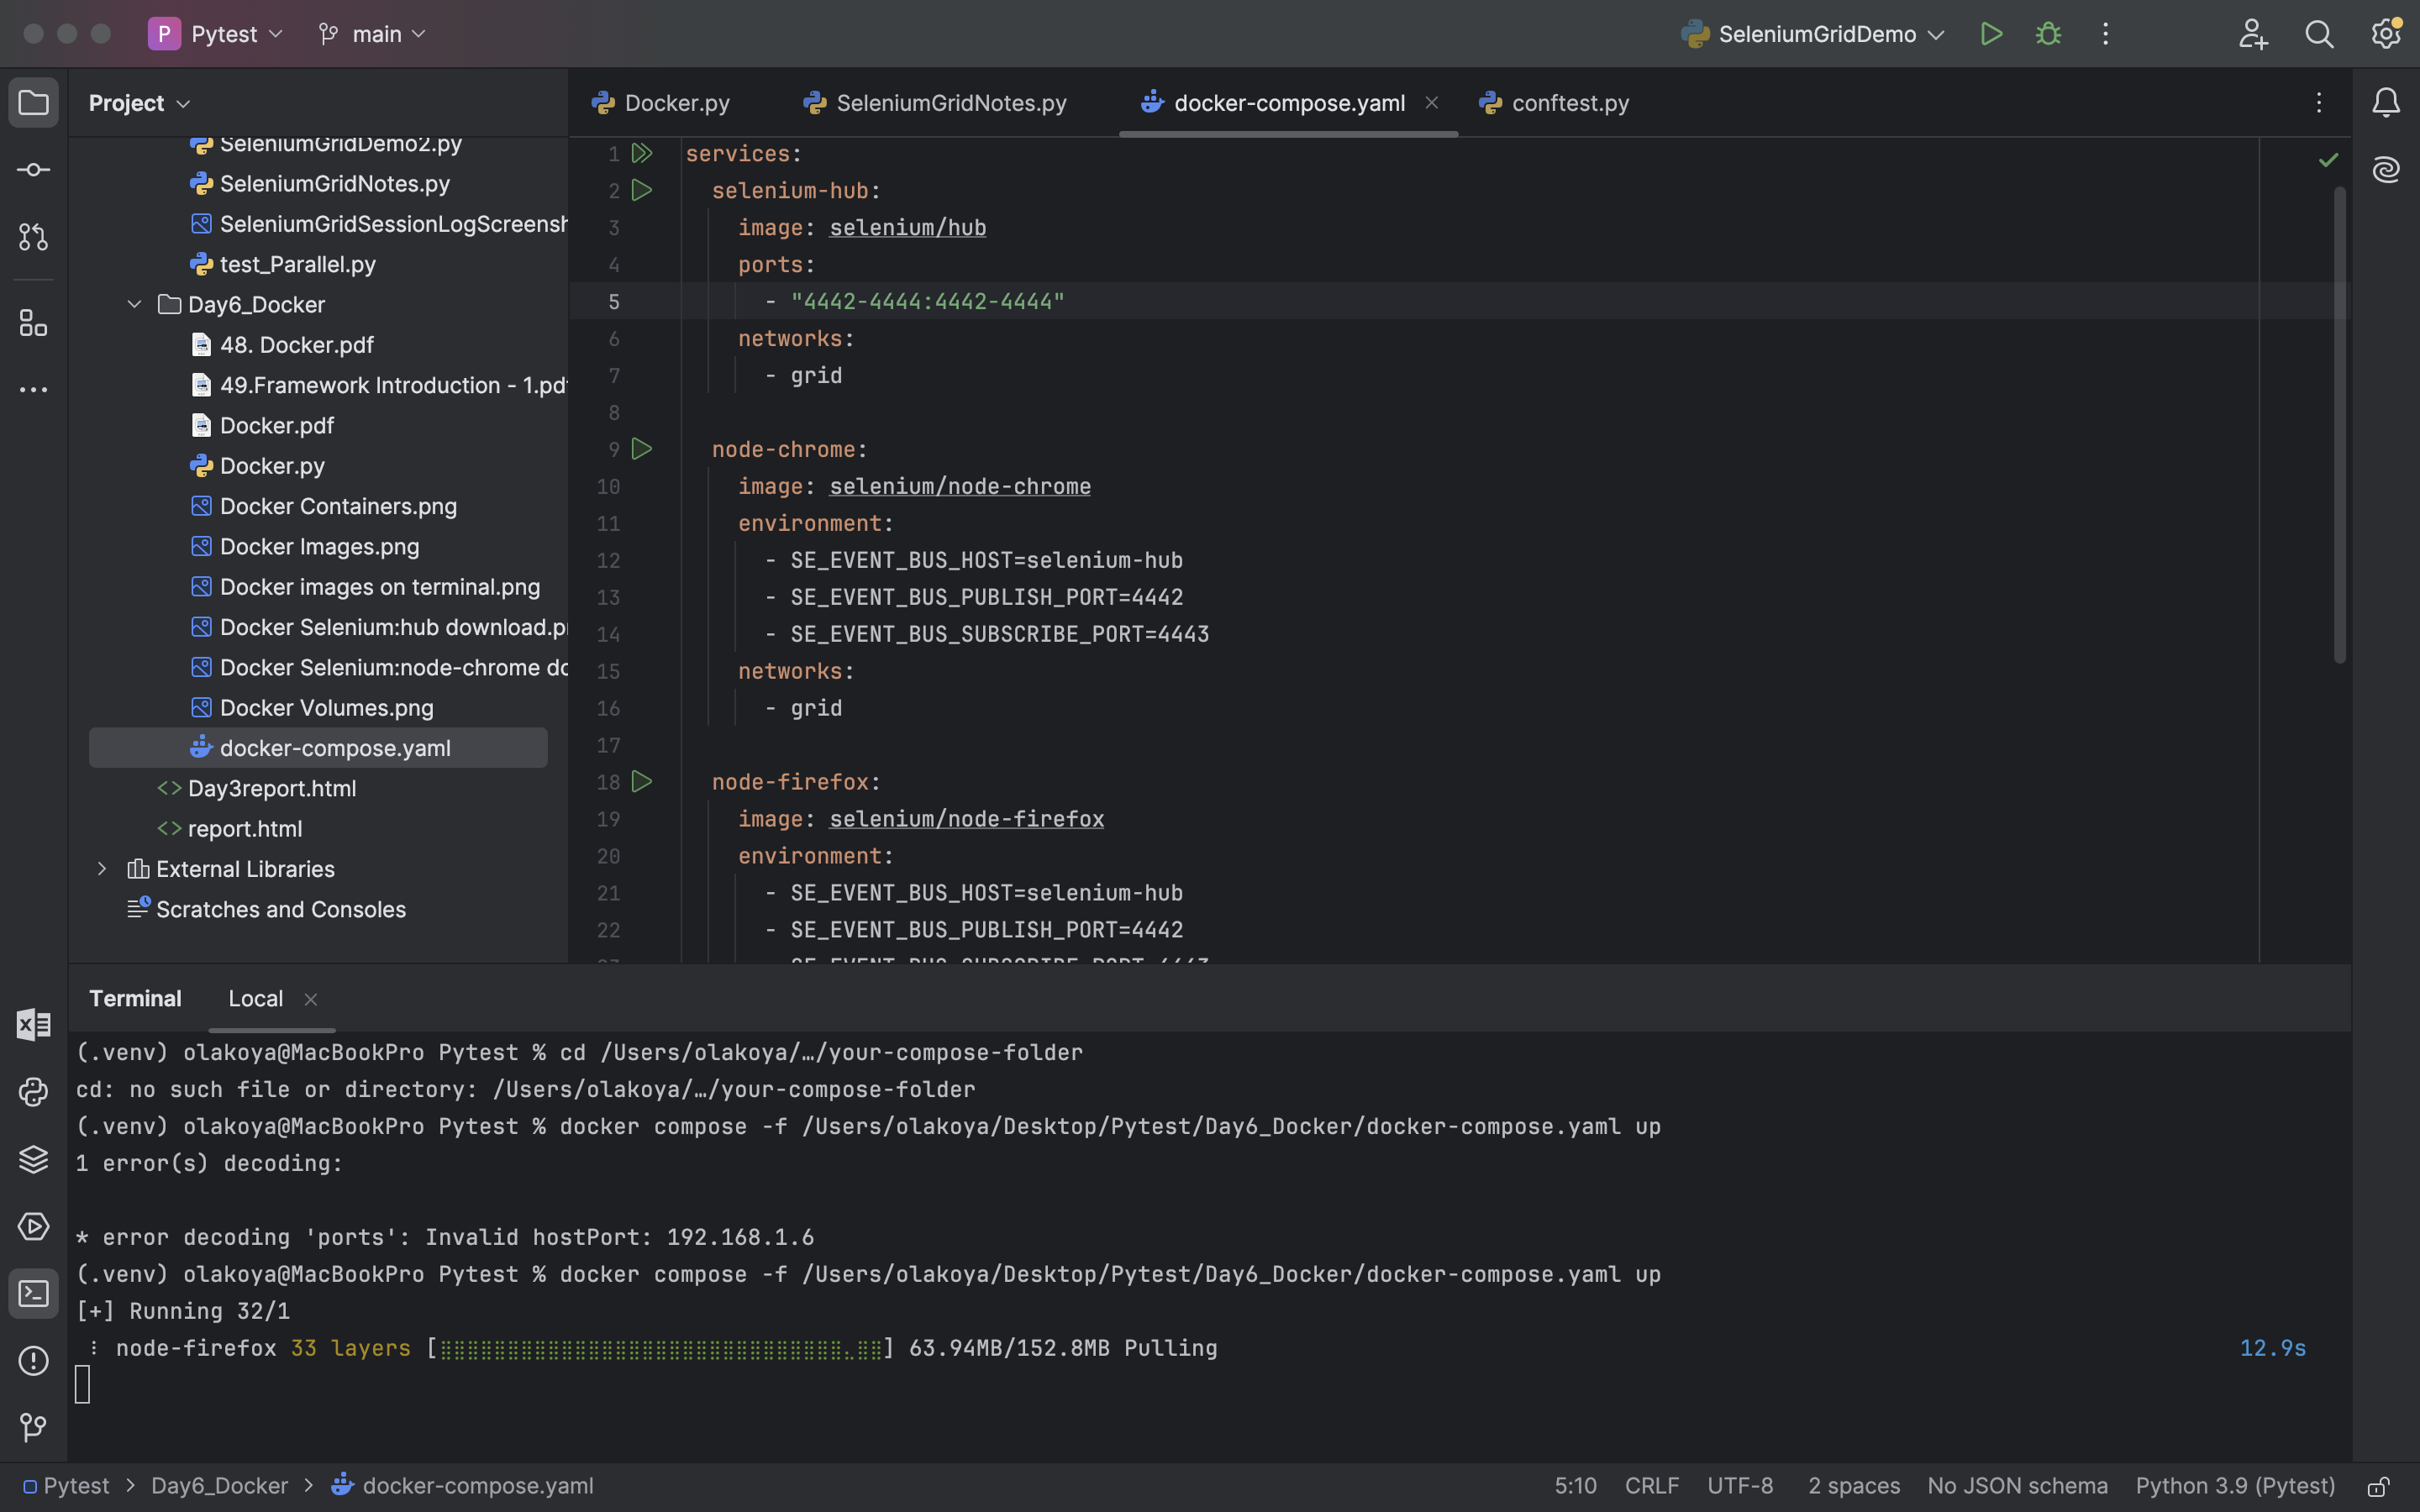 P Pytest main SeleniumGridDemo
Project
Docker.py SeleniumGridNotes.py docker-compose.yaml conftest.py
SeleniumGridDemo2.py
SeleniumGridNotes.py
SeleniumGridSessionLogScreensh
test_Parallel.py
Day6_Docker
48. Docker.pdf
49.Framework Introduction - 1.pdf
Docker.pdf
Docker.py
Docker Containers.png
Docker Images.png
Docker images on terminal.png
Docker Selenium:hub download.p
Docker Selenium:node-chrome do
Docker Volumes.png
docker-compose.yaml
Day3report.html
report.html
External Libraries
Scratches and Consoles
1 services:
2 selenium-hub:
3 image: selenium/hub
4 ports:
5 - "4442-4444:4442-4444"
6 networks:
7 - grid
8
9 node-chrome:
10 image: selenium/node-chrome
11 environment:
12 - SE_EVENT_BUS_HOST=selenium-hub
13 - SE_EVENT_BUS_PUBLISH_PORT=4442
14 - SE_EVENT_BUS_SUBSCRIBE_PORT=4443
15 networks:
16 - grid
17
18 node-firefox:
19 image: selenium/node-firefox
20 environment:
21 - SE_EVENT_BUS_HOST=selenium-hub
22 - SE_EVENT_BUS_PUBLISH_PORT=4442
Terminal Local
(.venv) olakoya@MacBookPro Pytest % cd /Users/olakoya/…/your-compose-folder
cd: no such file or directory: /Users/olakoya/…/your-compose-folder
(.venv) olakoya@MacBookPro Pytest % docker compose -f /Users/olakoya/Desktop/Pytest/Day6_Docker/docker-compose.yaml up
1 error(s) decoding:
* error decoding 'ports': Invalid hostPort: 192.168.1.6
(.venv) olakoya@MacBookPro Pytest % docker compose -f /Users/olakoya/Desktop/Pytest/Day6_Docker/docker-compose.yaml up
[+] Running 32/1
node-firefox 33 layers [⣿⣿⣿⣿⣿⣿⣿⣿⣿⣿⣿⣿⣿⣿⣿⣿⣿⣿⣿⣿⣿⣿⣿⣿⣿⣿⣿⣿⣿⣿⣄⣿⣿] 63.94MB/152.8MB Pulling 12.9s
Pytest > Day6_Docker > docker-compose.yaml 5:10 CRLF UTF-8 2 spaces No JSON schema Python 3.9 (Pytest)